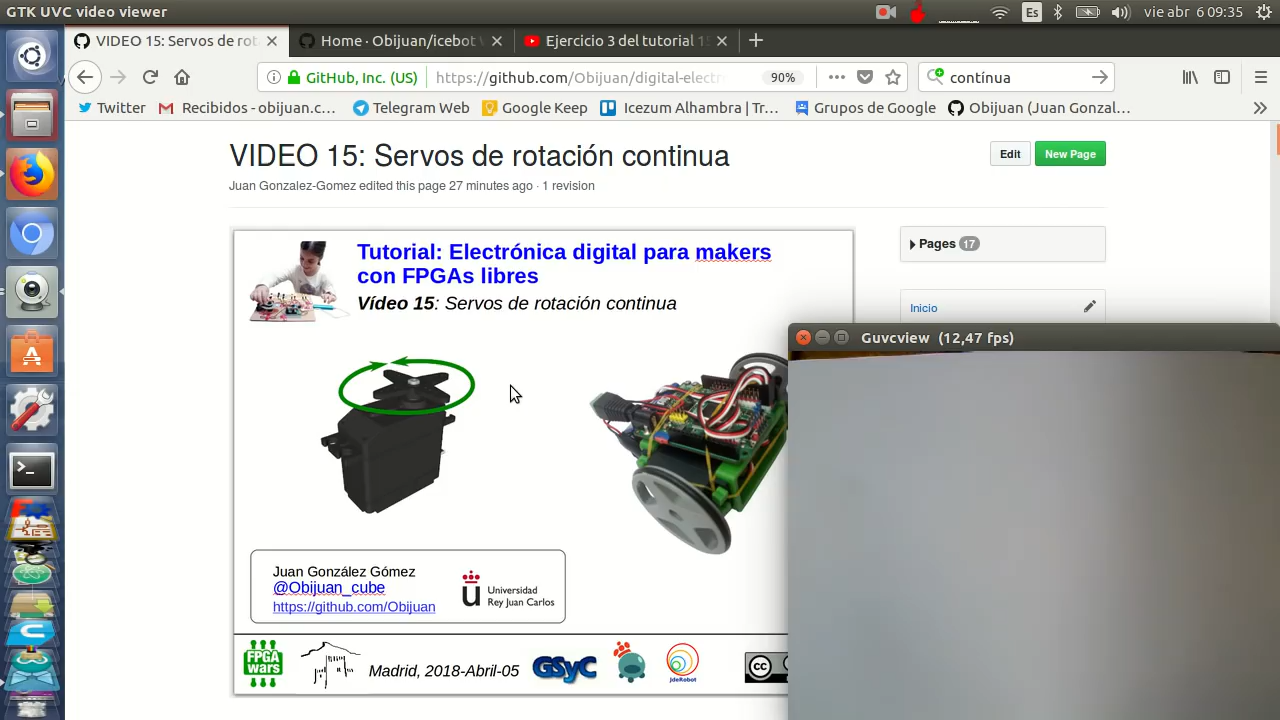 GTK UVC video viewer
Es
vie abr 6 09:35
VIDEO 15: Servos de rot
Home · Obijuan/icebot V
Ejercicio 3 del tutorial 15
GitHub, Inc. (US)
https://github.com/Obijuan/digital-electr
90%
contínua
Twitter
Recibidos - obijuan.c…
Telegram Web
Google Keep
Icezum Alhambra | Tr…
Grupos de Google
Obijuan (Juan Gonzal…
VIDEO 15: Servos de rotación continua
Edit
New Page
Juan Gonzalez-Gomez edited this page 27 minutes ago · 1 revision
Pages 17
Inicio
Tutorial: Electrónica digital para makers
con FPGAs libres
Vídeo 15: Servos de rotación continua
Guvcview (12,47 fps)
Juan González Gómez
@Obijuan_cube
https://github.com/Obijuan
Universidad
Rey Juan Carlos
FPGA
WARS
Madrid, 2018-Abril-05
GSyC
JdeRobot
cc